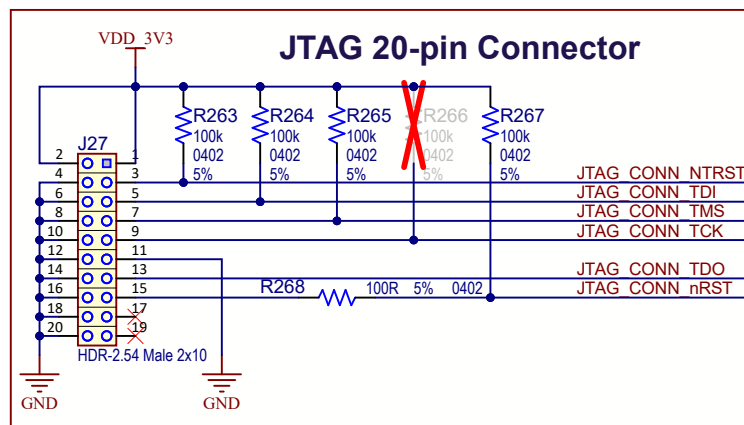 JTAG 20-pin Connector
VDD_3V3
R263
100k
0402
5%
R264
100k
0402
5%
R265
100k
0402
5%
R266
100k
0402
5%
R267
100k
0402
5%
J27
2 1
4 3
6 5
8 7
10 9
12 11
14 13
16 15
18 17
20 19
HDR-2.54 Male 2x10
JTAG_CONN_NTRST
JTAG_CONN_TDI
JTAG_CONN_TMS
JTAG_CONN_TCK
JTAG_CONN_TDO
R268 100R 5% 0402
JTAG_CONN_nRST
GND
GND